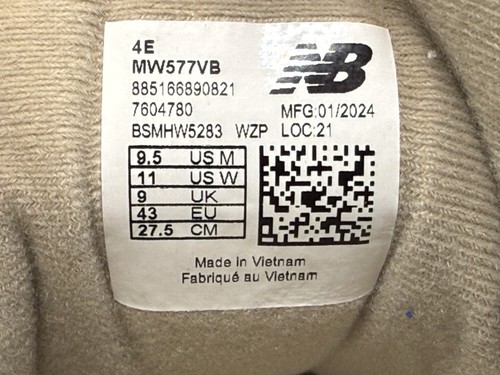 4E
MW577VB
885166890821
7604780 MFG:01/2024
BSMHW5283 WZP LOC:21
NB
9.5 US M
11 US W
9 UK
43 EU
27.5 CM
Made in Vietnam
Fabriqué au Vietnam